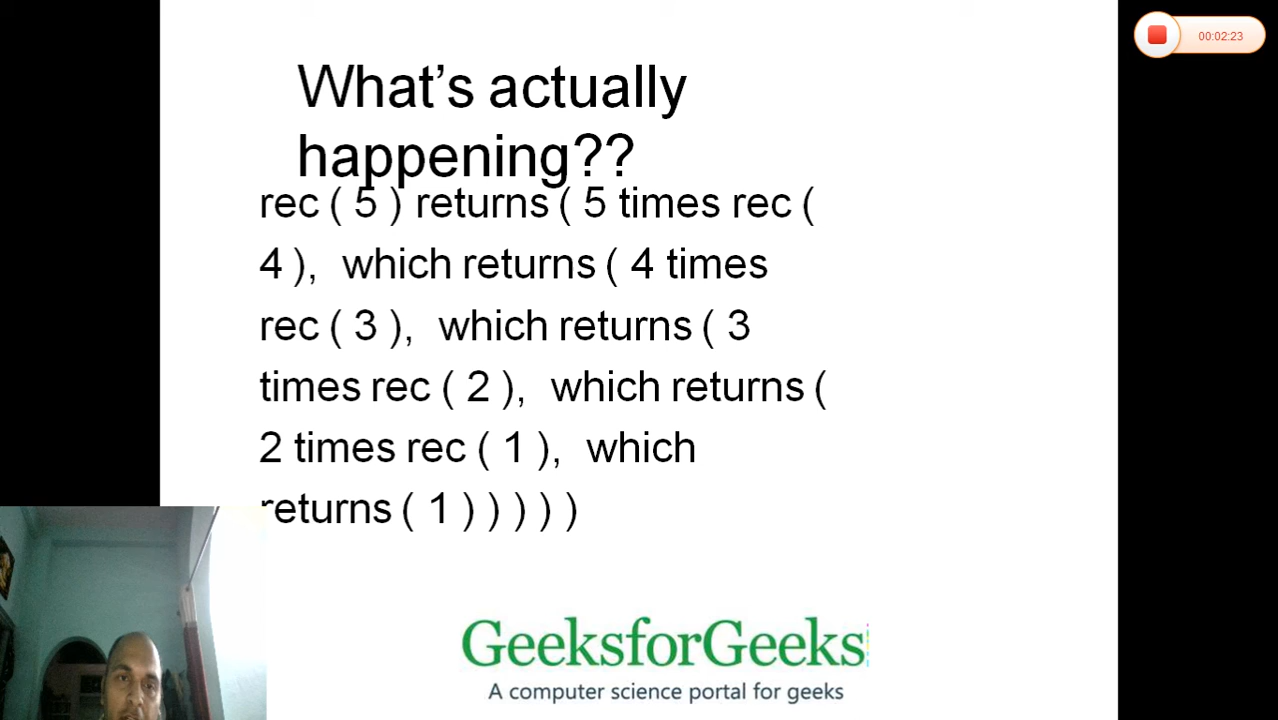 00:02:23
What’s actually
happening??
rec ( 5 ) returns ( 5 times rec (
4 ),  which returns ( 4 times
rec ( 3 ),  which returns ( 3
times rec ( 2 ),  which returns (
2 times rec ( 1 ),  which
returns ( 1 ) ) ) ) )
GeeksforGeeks
A computer science portal for geeks